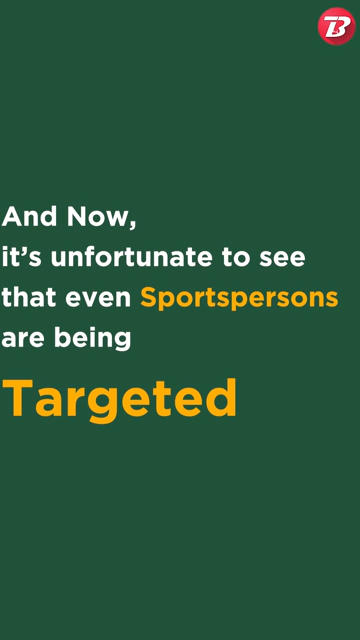 And Now,
it's unfortunate to see
that even Sportspersons
are being
Targeted